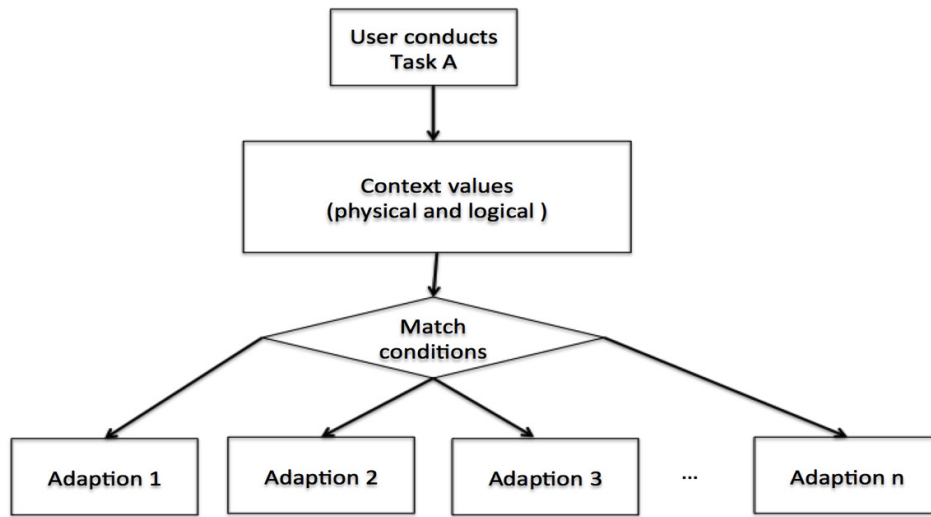 User conducts
Task A
Context values
(physical and logical )
Match
conditions
Adaption 1
Adaption 2
Adaption 3
...
Adaption n